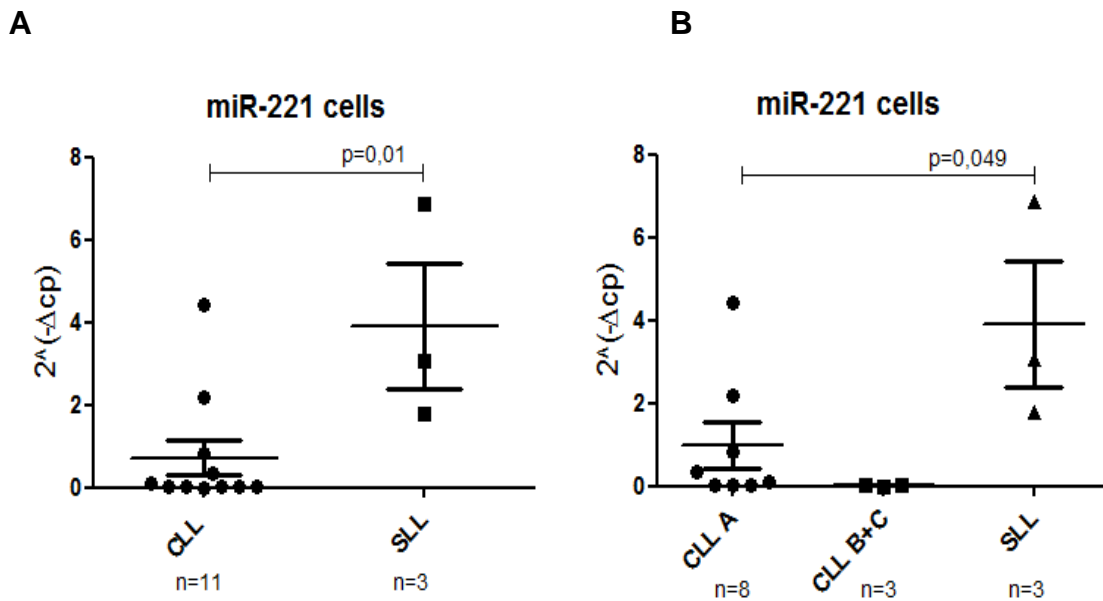 A
miR-221 cells
p=0,01
8
6
4
2
0
2^(-Δcp)
CLL
SLL
n=11
n=3
B
miR-221 cells
p=0,049
8
6
4
2
0
2^(-Δcp)
CLL A
CLL B+C
SLL
n=8
n=3
n=3